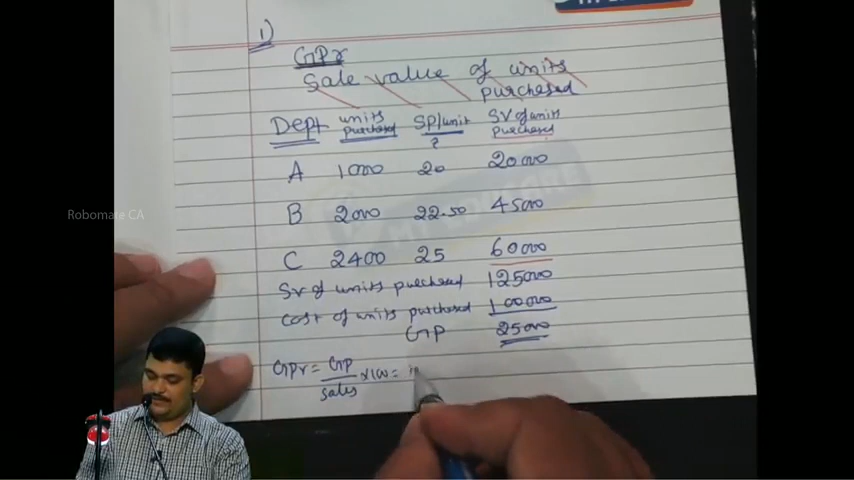 1)
GPr
Sale value of units
purchased
Dept units purchased SP/unit SV of units purchased
?
A 1000 20 20000
B 2000 22.50 45000
C 2400 25 60000
SV of units purchased 125000
Cost of units purchased 100000
GP 25000
GPr = GP / sales x100 =
Robomate CA